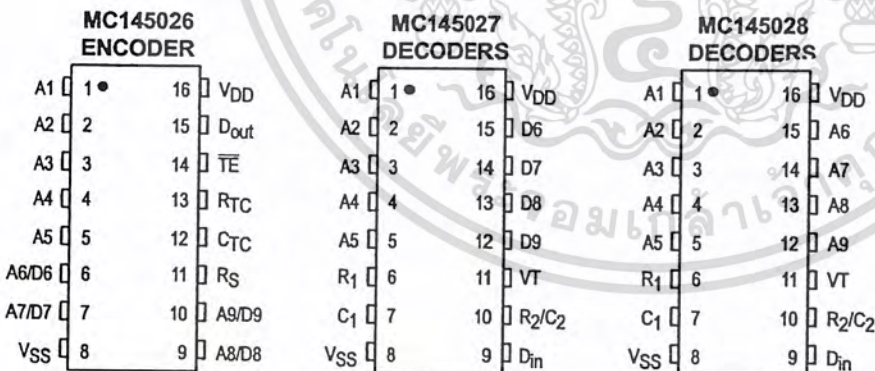 MC145026
ENCODER
A1 1 16 VDD
A2 2 15 Dout
A3 3 14 TE
A4 4 13 RTC
A5 5 12 CTC
A6/D6 6 11 RS
A7/D7 7 10 A9/D9
VSS 8 9 A8/D8
MC145027
DECODERS
A1 1 16 VDD
A2 2 15 D6
A3 3 14 D7
A4 4 13 D8
A5 5 12 D9
R1 6 11 VT
C1 7 10 R2/C2
VSS 8 9 Din
MC145028
DECODERS
A1 1 16 VDD
A2 2 15 A6
A3 3 14 A7
A4 4 13 A8
A5 5 12 A9
R1 6 11 VT
C1 7 10 R2/C2
VSS 8 9 Din